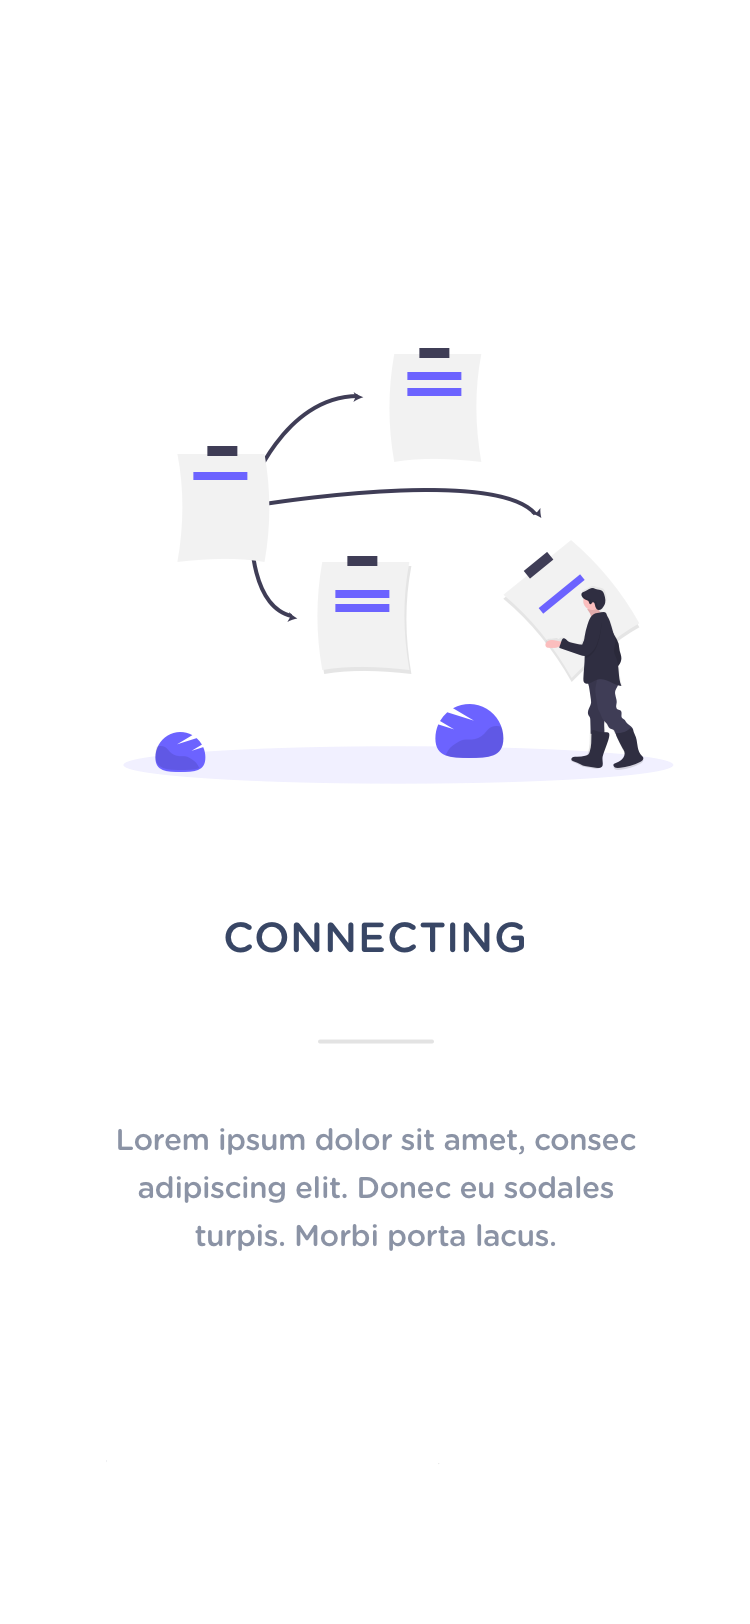 CONNECTING
Lorem ipsum dolor sit amet, consec
adipiscing elit. Donec eu sodales
turpis. Morbi porta lacus.